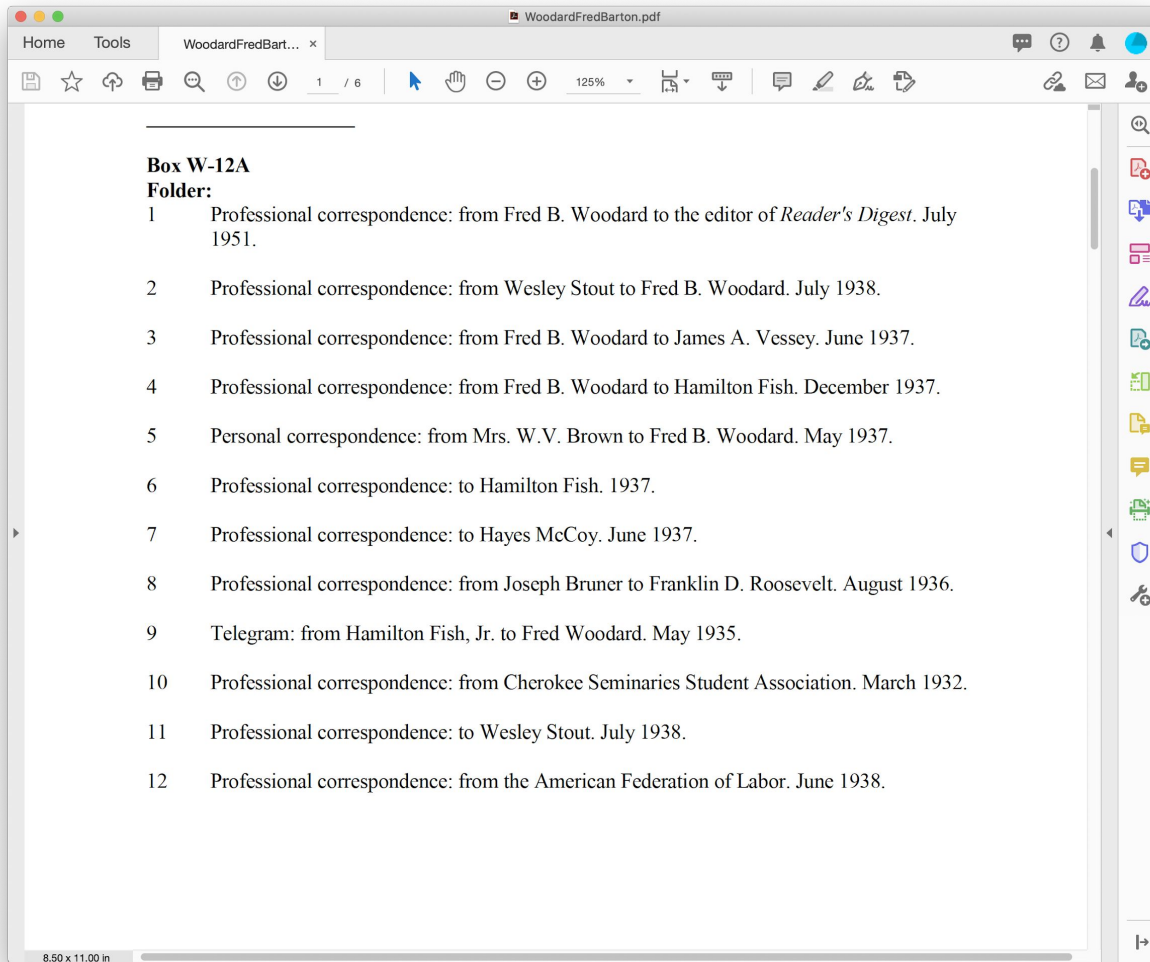 WoodardFredBarton.pdf
Home Tools WoodardFredBart... ×
1 / 6 125%
Box W-12A
Folder:
1 Professional correspondence: from Fred B. Woodard to the editor of Reader's Digest. July
1951.
2 Professional correspondence: from Wesley Stout to Fred B. Woodard. July 1938.
3 Professional correspondence: from Fred B. Woodard to James A. Vessey. June 1937.
4 Professional correspondence: from Fred B. Woodard to Hamilton Fish. December 1937.
5 Personal correspondence: from Mrs. W.V. Brown to Fred B. Woodard. May 1937.
6 Professional correspondence: to Hamilton Fish. 1937.
7 Professional correspondence: to Hayes McCoy. June 1937.
8 Professional correspondence: from Joseph Bruner to Franklin D. Roosevelt. August 1936.
9 Telegram: from Hamilton Fish, Jr. to Fred Woodard. May 1935.
10 Professional correspondence: from Cherokee Seminaries Student Association. March 1932.
11 Professional correspondence: to Wesley Stout. July 1938.
12 Professional correspondence: from the American Federation of Labor. June 1938.
8.50 x 11.00 in